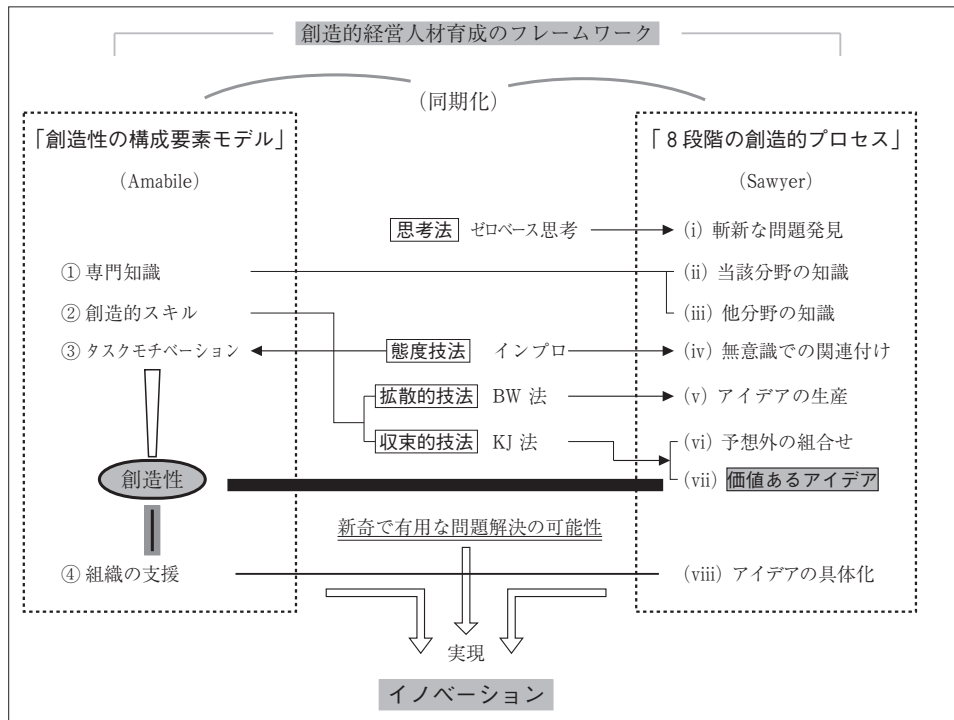 創造的経営人材育成のフレームワーク
(同期化)
「創造性の構成要素モデル」
(Amabile)
「8段階の創造的プロセス」
(Sawyer)
思考法 ゼロベース思考 (i) 斬新な問題発見
① 専門知識 (ii) 当該分野の知識
② 創造的スキル (iii) 他分野の知識
③ タスクモチベーション 態度技法 インプロ (iv) 無意識での関連付け
拡散的技法 BW 法 (v) アイデアの生産
収束的技法 KJ 法 (vi) 予想外の組合せ
創造性 (vii) 価値あるアイデア
新奇で有用な問題解決の可能性
④ 組織の支援 (viii) アイデアの具体化
実現
イノベーション